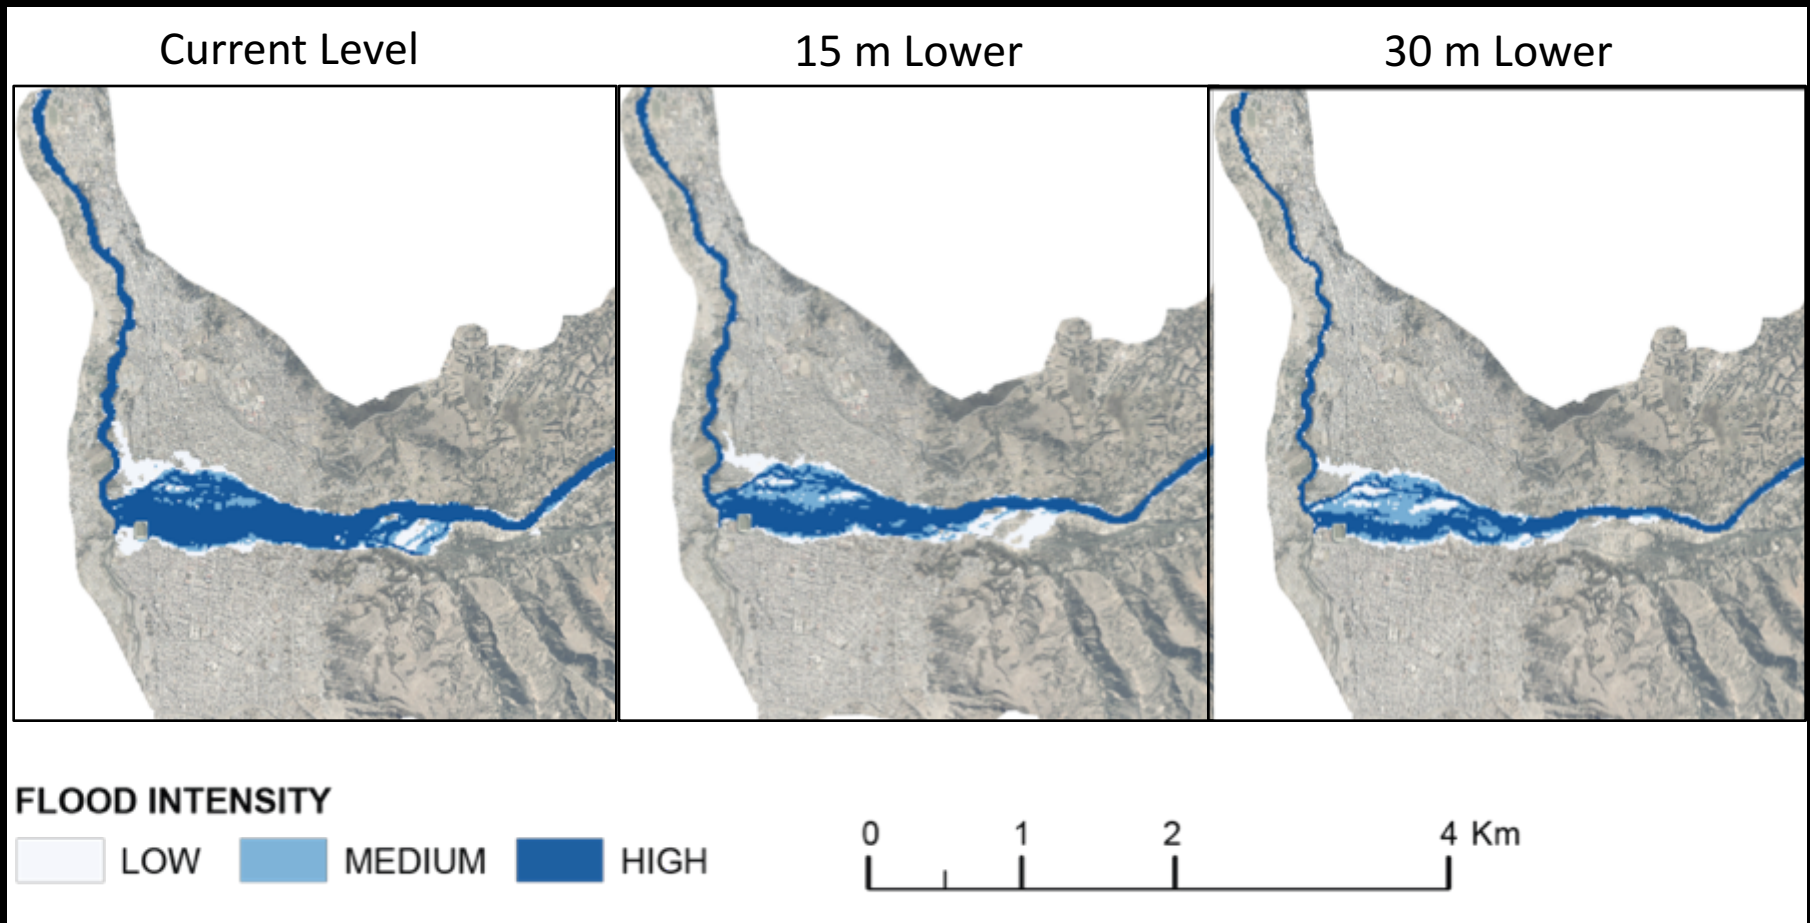 Current Level
15 m Lower
30 m Lower
FLOOD INTENSITY
LOW MEDIUM HIGH
0 1 2 4 Km